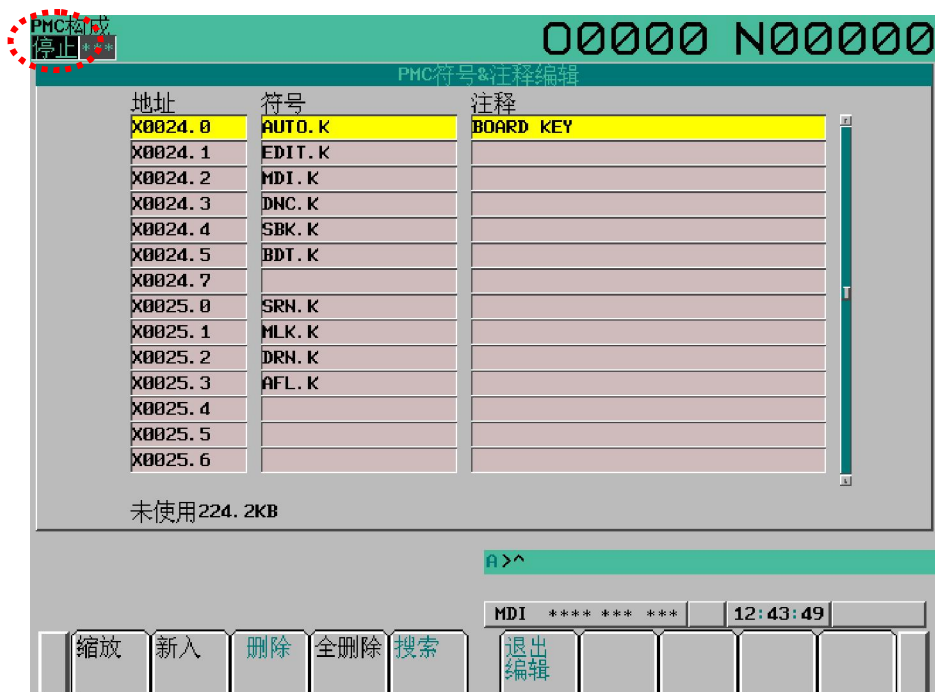 PMC构成
停止 ***
O0000 N00000
PMC符号&注释编辑
地址 符号 注释
X0024.0 AUTO.K BOARD KEY
X0024.1 EDIT.K
X0024.2 MDI.K
X0024.3 DNC.K
X0024.4 SBK.K
X0024.5 BDT.K
X0024.7
X0025.0 SRN.K
X0025.1 MLK.K
X0025.2 DRN.K
X0025.3 AFL.K
X0025.4
X0025.5
X0025.6
未使用224.2KB
A>^
MDI **** *** *** 12:43:49
缩放 新入 删除 全删除 搜索 退出
编辑